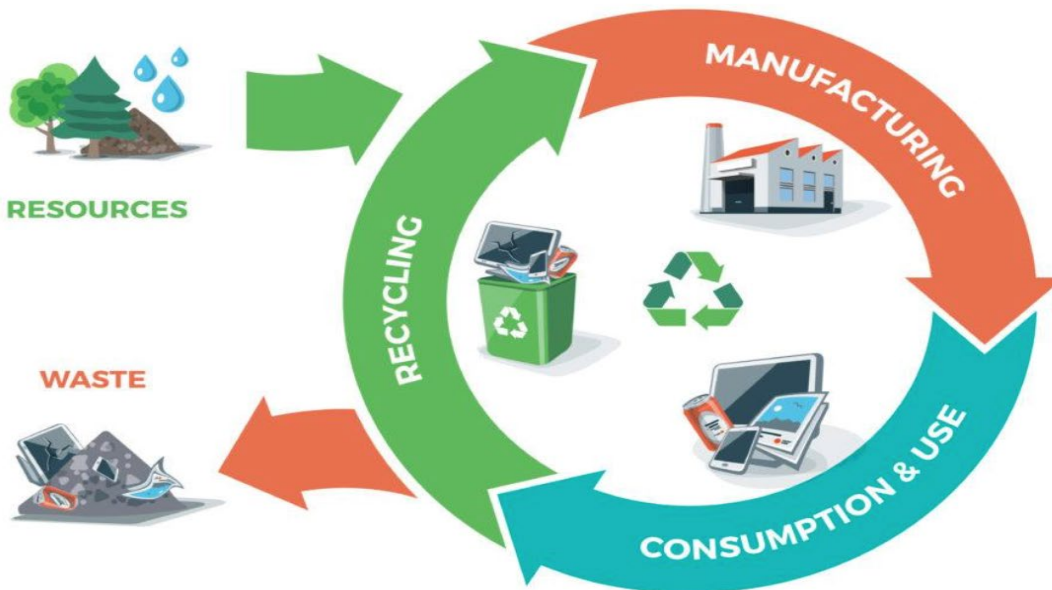 RESOURCES
MANUFACTURING
RECYCLING
WASTE
CONSUMPTION & USE